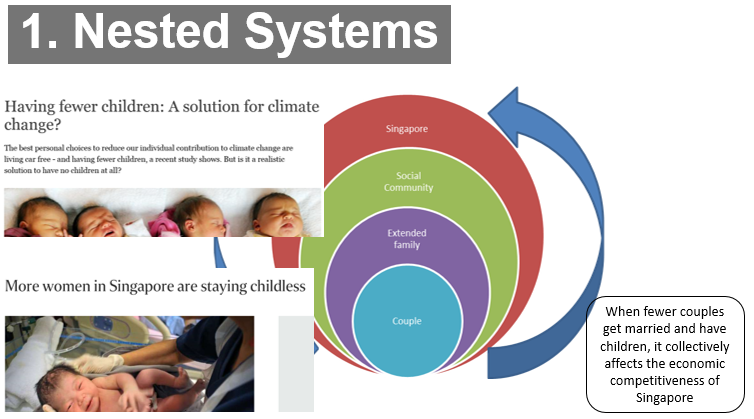 1. Nested Systems
Having fewer children: A solution for climate
change?
The best personal choices to reduce our individual contribution to climate change are
living car free - and having fewer children, a recent study shows. But is it a realistic
solution to have no children at all?
More women in Singapore are staying childless
Singapore
Social
Community
Extended
family
Couple
When fewer couples
get married and have
children, it collectively
affects the economic
competitiveness of
Singapore